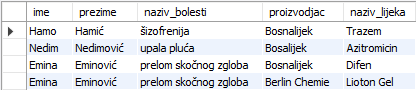 ime prezime naziv_bolesti proizvodjac naziv_lijeka
Hamo Hamić šizofrenija Bosnalijek Trazem
Nedim Nedimović upala pluća Bosalijek Azitromicin
Emina Eminović prelom skočnog zgloba Bosnalijek Difen
Emina Eminović prelom skočnog zgloba Berlin Chemie Lioton Gel